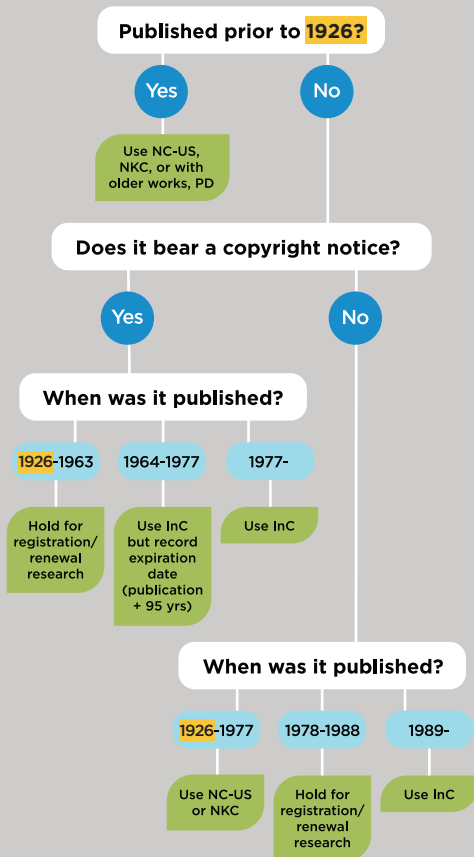 Published prior to 1926?
Yes
No
Use NC-US,
NKC, or with
older works, PD
Does it bear a copyright notice?
Yes
No
When was it published?
1926-1963
1964-1977
1977-
Hold for
registration/
renewal
research
Use InC
but record
expiration
date
(publication
+ 95 yrs)
Use InC
When was it published?
1926-1977
1978-1988
1989-
Use NC-US
or NKC
Hold for
registration/
renewal
research
Use InC